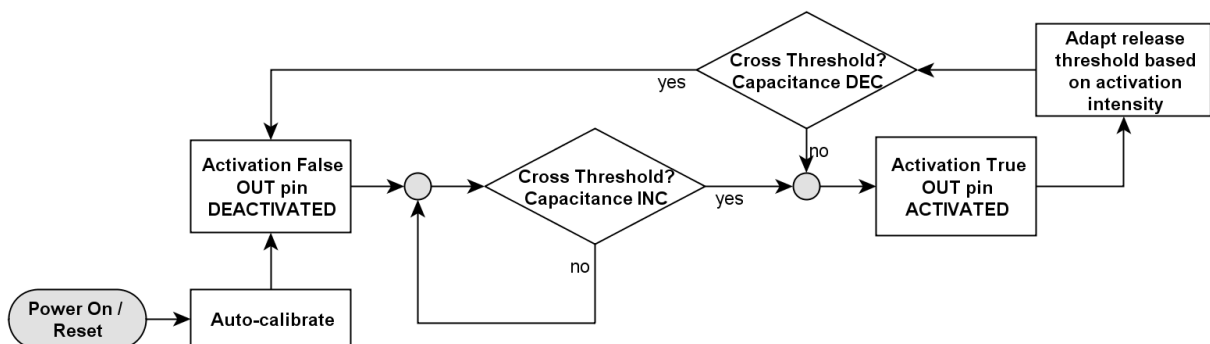 Cross Threshold?
Capacitance DEC
yes
no
Adapt release
threshold based
on activation
intensity
Activation False
OUT pin
DEACTIVATED
Cross Threshold?
Capacitance INC
yes
no
Activation True
OUT pin
ACTIVATED
Power On /
Reset
Auto-calibrate